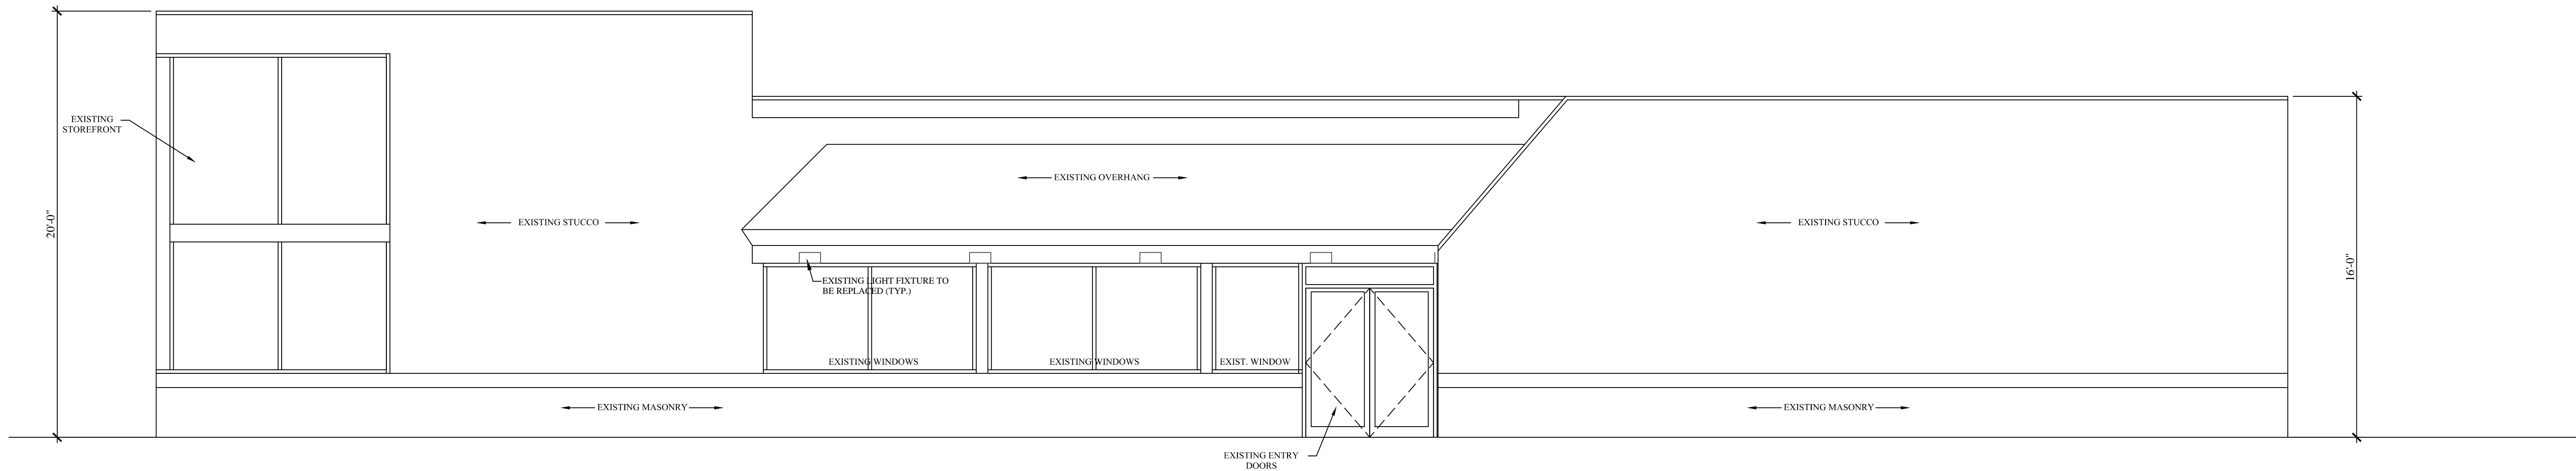 EXISTING
STOREFRONT
20'-0"
EXISTING STUCCO
EXISTING OVERHANG
EXISTING STUCCO
16'-0"
EXISTING LIGHT FIXTURE TO
BE REPLACED (TYP.)
EXISTING WINDOWS
EXISTING WINDOWS
EXIST. WINDOW
EXISTING MASONRY
EXISTING MASONRY
EXISTING ENTRY
DOORS